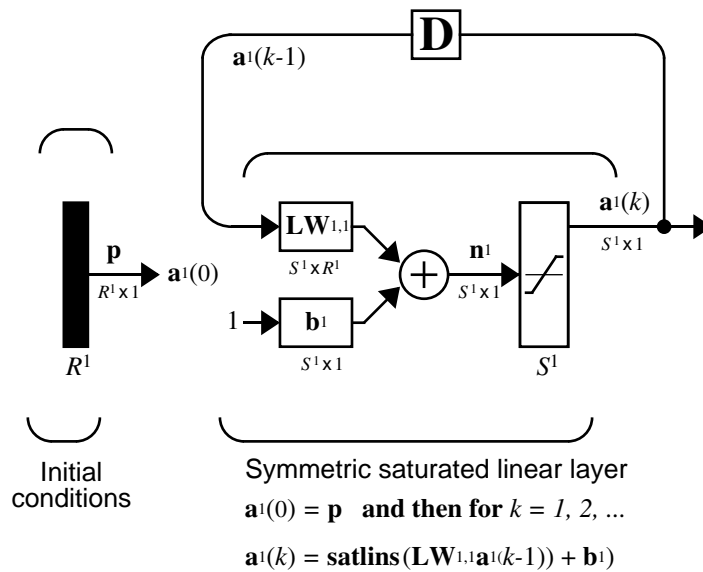 D
a¹(k-1)
p
R¹ x 1
a¹(0)
R¹
LW¹,¹
S¹ x R¹
1
b¹
S¹ x 1
+
n¹
S¹ x 1
S¹
a¹(k)
S¹ x 1
Initial
conditions
Symmetric saturated linear layer
a¹(0) = p and then for k = 1, 2, ...
a¹(k) = satlins (LW¹,¹a¹(k-1)) + b¹)